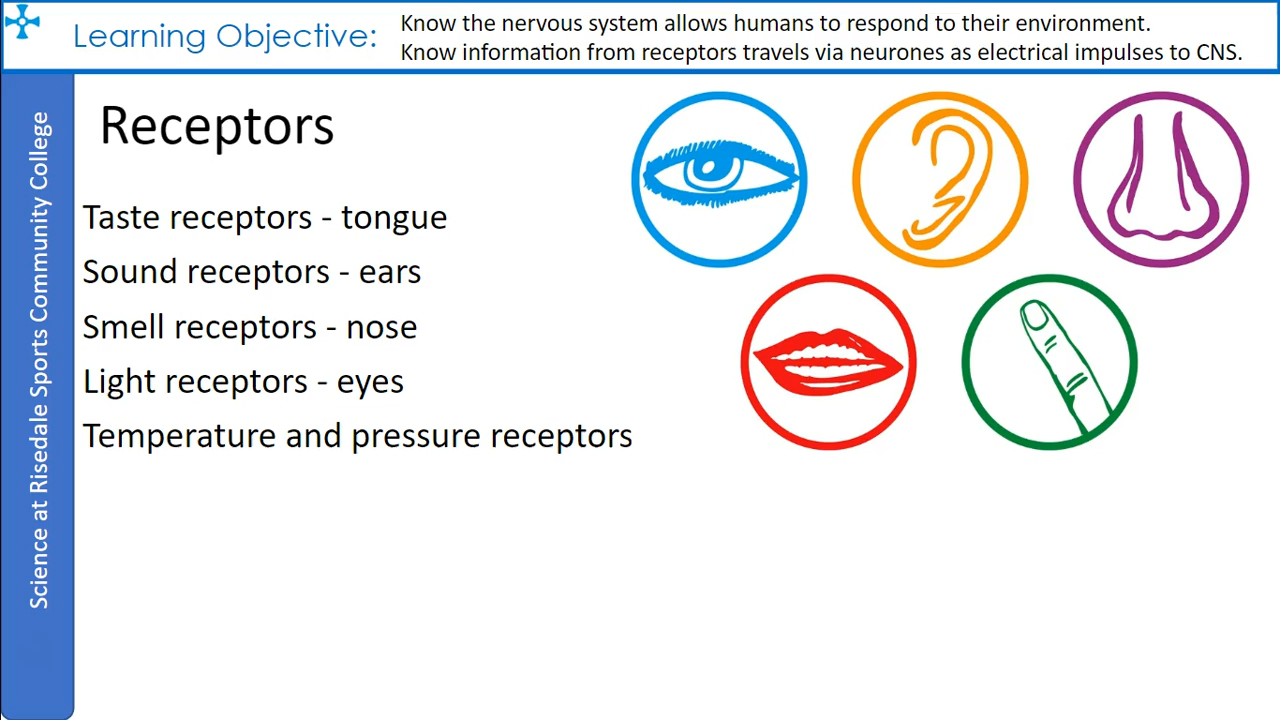 Learning Objective:
Know the nervous system allows humans to respond to their environment.
Know information from receptors travels via neurones as electrical impulses to CNS.
Science at Risedale Sports Community College
Receptors
Taste receptors - tongue
Sound receptors - ears
Smell receptors - nose
Light receptors - eyes
Temperature and pressure receptors